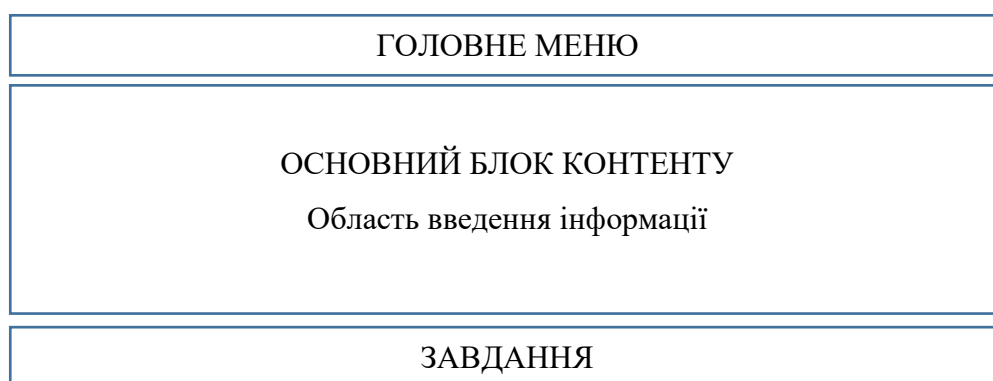 ГОЛОВНЕ МЕНЮ
ОСНОВНИЙ БЛОК КОНТЕНТУ
Область введення інформації
ЗАВДАННЯ